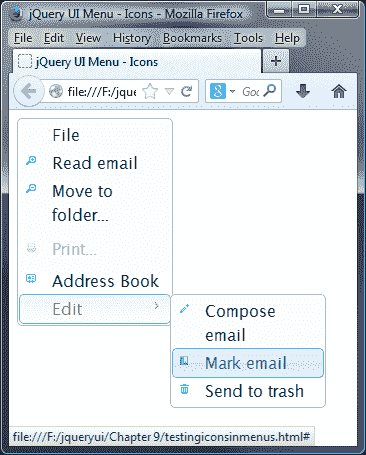 jQuery UI Menu - Icons - Mozilla Firefox
File Edit View History Bookmarks Tools Help
jQuery UI Menu - Icons
file:///F:/jque
Goo
File
Read email
Move to
folder...
Print...
Address Book
Edit
Compose
email
Mark email
Send to trash
file:///F:/jqueryui/Chapter 9/testingiconsinmenus.html#